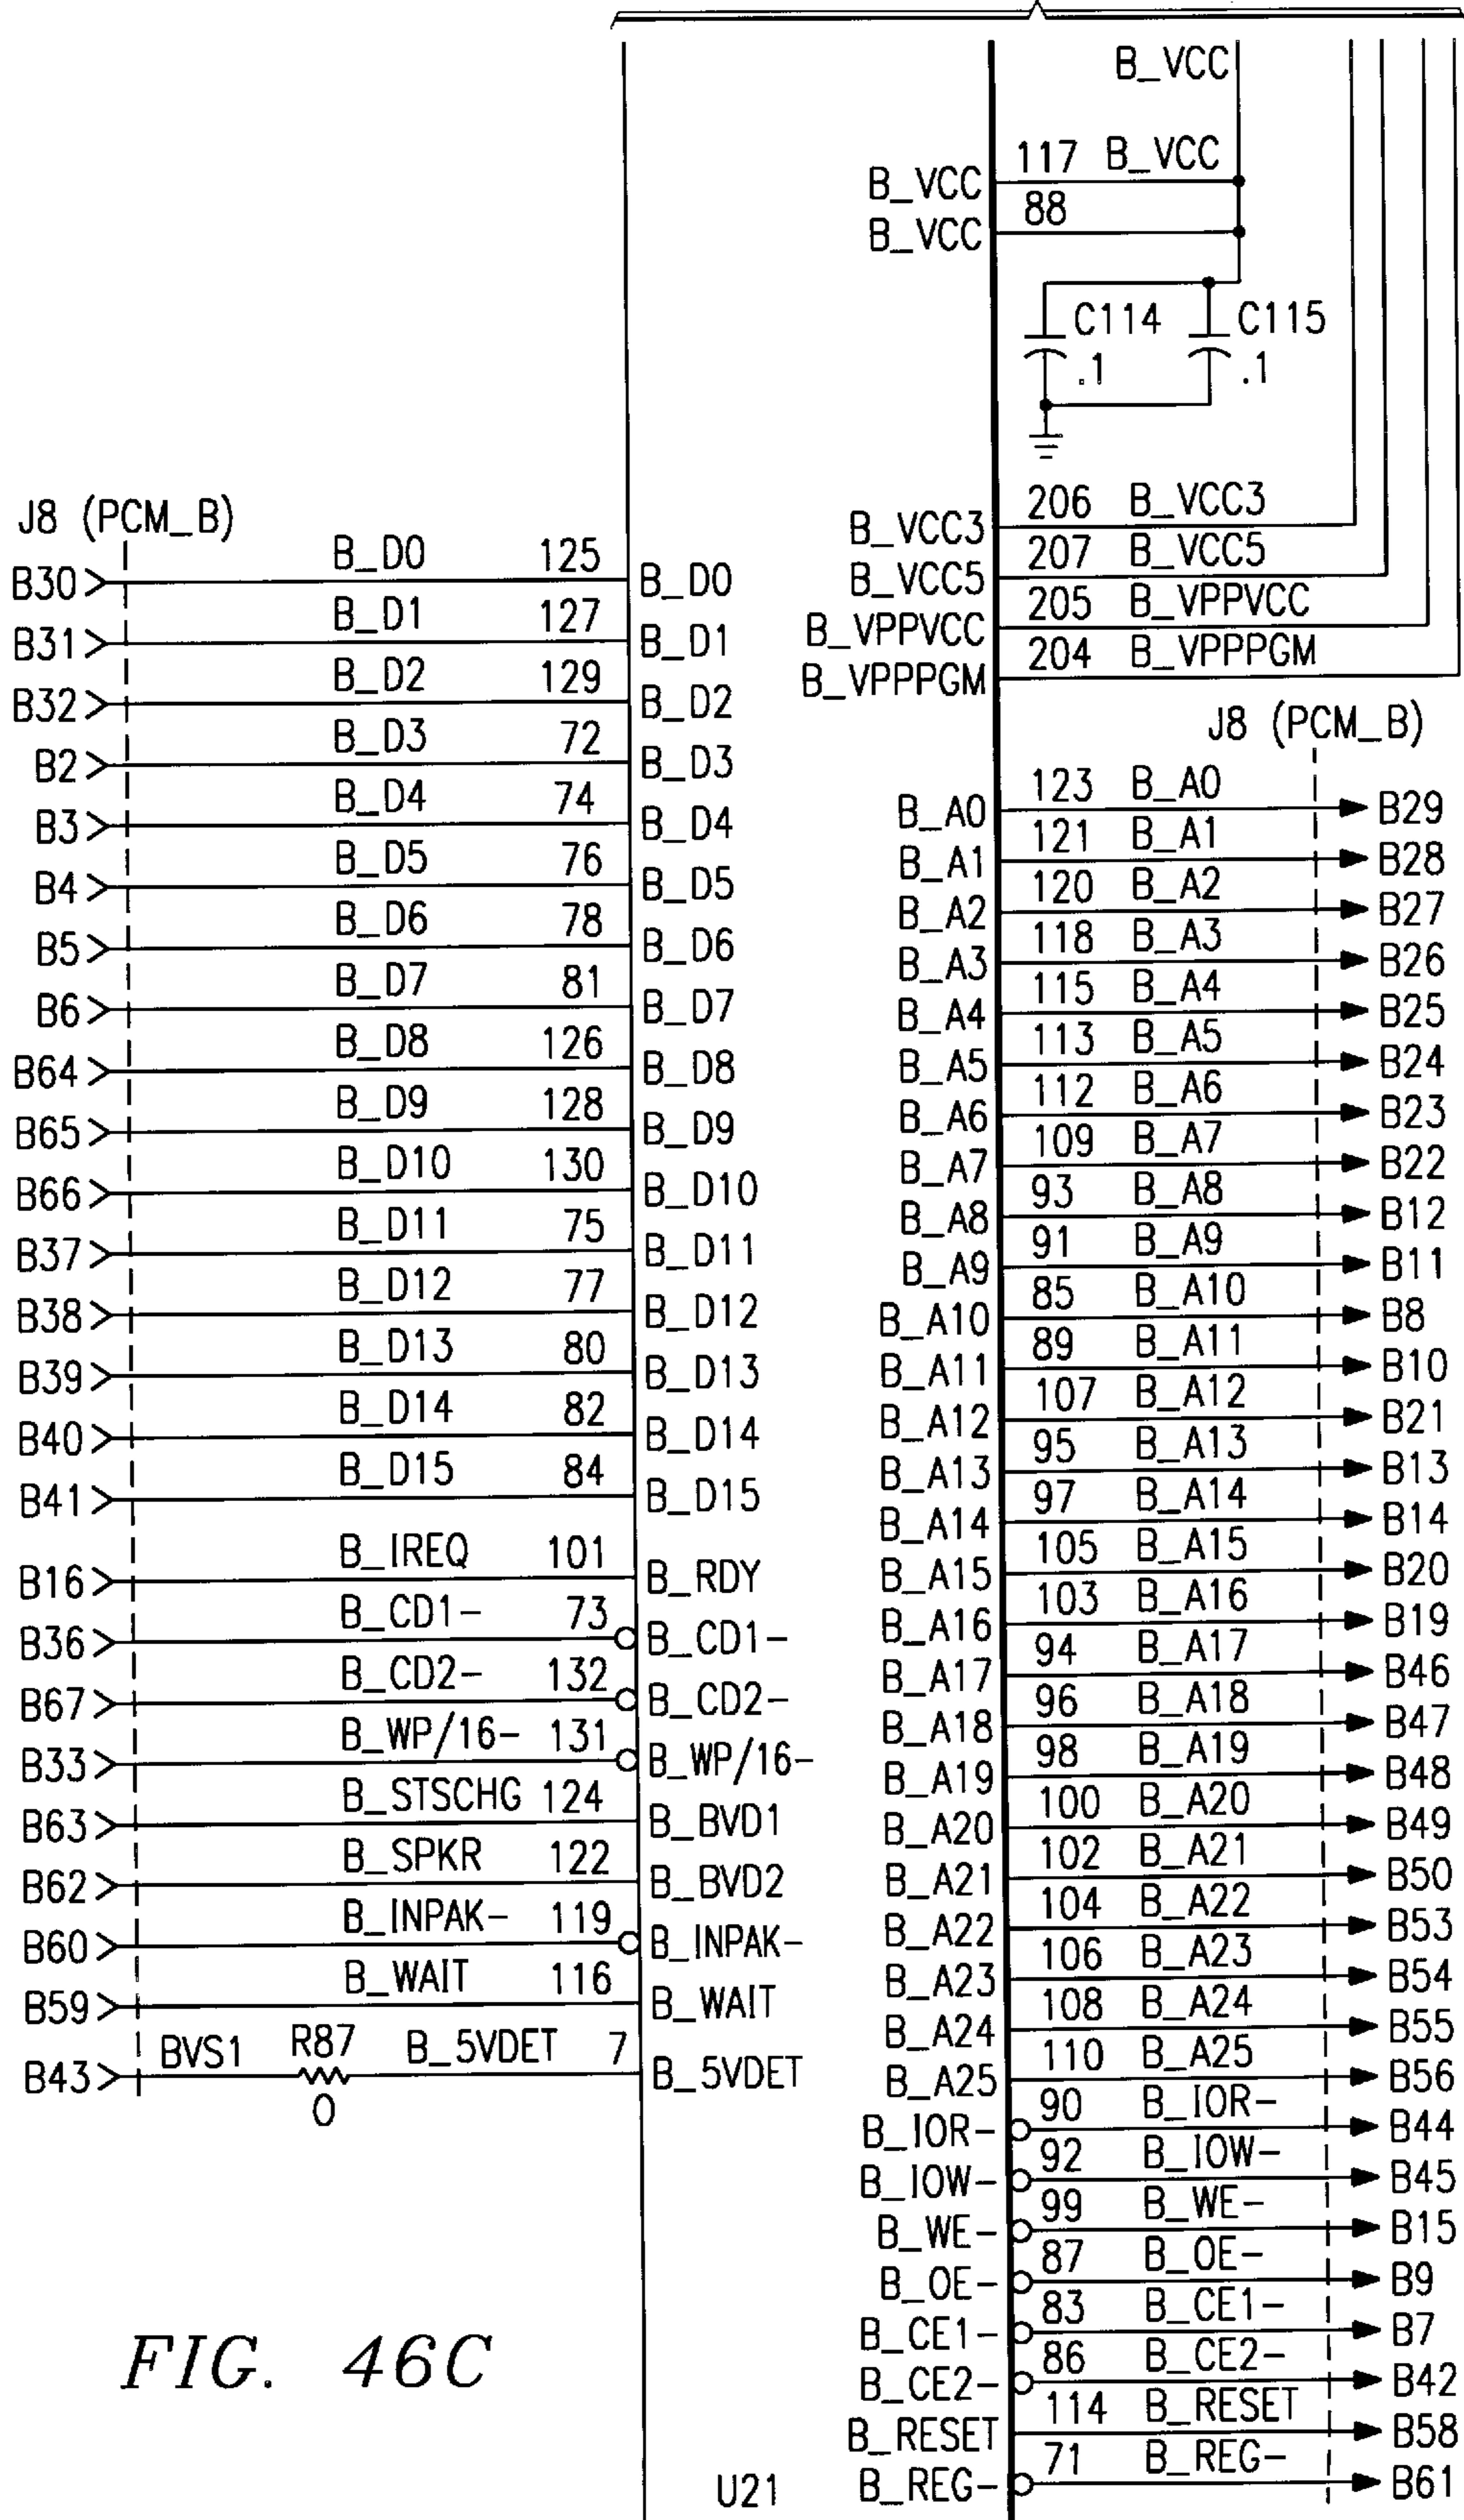 B_VCC
117 B_VCC
B_VCC
88
B_VCC
C114 C115
.1 .1
206 B_VCC3
B_VCC3
207 B_VCC5
B_VCC5
205 B_VPPVCC
B_VPPVCC
204 B_VPPPGM
B_VPPPGM
J8 (PCM_B)
B_D0 125
B30 B_D0
B_D1 127
B31 B_D1
B_D2 129
B32 B_D2
B_D3 72
B2 B_D3
B_D4 74
B3 B_D4
B_D5 76
B4 B_D5
B_D6 78
B5 B_D6
B_D7 81
B6 B_D7
B_D8 126
B64 B_D8
B_D9 128
B65 B_D9
B_D10 130
B66 B_D10
B_D11 75
B37 B_D11
B_D12 77
B38 B_D12
B_D13 80
B39 B_D13
B_D14 82
B40 B_D14
B_D15 84
B41 B_D15
B_IREQ 101
B16 B_RDY
B_CD1- 73
B36 B_CD1-
B_CD2- 132
B67 B_CD2-
B_WP/16- 131
B33 B_WP/16-
B_STSCHG 124
B63 B_BVD1
B_SPKR 122
B62 B_BVD2
B_INPAK- 119
B60 B_INPAK-
B_WAIT 116
B59 B_WAIT
BVS1 R87 B_5VDET 7
B43 B_5VDET
0
J8 (PCM_B)
123 B_A0
B_A0 B29
121 B_A1
B_A1 B28
120 B_A2
B_A2 B27
118 B_A3
B_A3 B26
115 B_A4
B_A4 B25
113 B_A5
B_A5 B24
112 B_A6
B_A6 B23
109 B_A7
B_A7 B22
93 B_A8
B_A8 B12
91 B_A9
B_A9 B11
85 B_A10
B_A10 B8
89 B_A11
B_A11 B10
107 B_A12
B_A12 B21
95 B_A13
B_A13 B13
97 B_A14
B_A14 B14
105 B_A15
B_A15 B20
103 B_A16
B_A16 B19
94 B_A17
B_A17 B46
96 B_A18
B_A18 B47
98 B_A19
B_A19 B48
100 B_A20
B_A20 B49
102 B_A21
B_A21 B50
104 B_A22
B_A22 B53
106 B_A23
B_A23 B54
108 B_A24
B_A24 B55
110 B_A25
B_A25 B56
90 B_IOR-
B_IOR- B44
92 B_IOW-
B_IOW- B45
99 B_WE-
B_WE- B15
87 B_OE-
B_OE- B9
83 B_CE1-
B_CE1- B7
86 B_CE2-
B_CE2- B42
114 B_RESET
B_RESET B58
71 B_REG-
B_REG- B61
U21
FIG. 46C